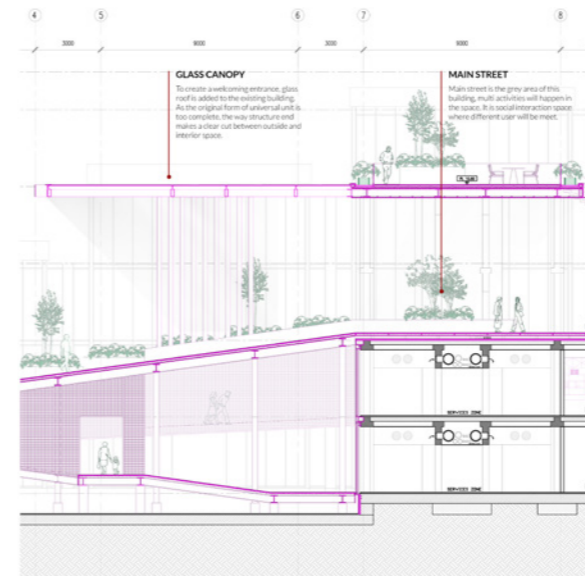 4 5 6 7 8
3000 9000 3000 9000
GLASS CANOPY
To create a welcoming entrance, glass
roof is added to the existing building.
As the original form of universal unit is
too complete, the way structure end
makes a clear cut between outside and
interior space.
MAIN STREET
Main street is the grey area of this
building, multi activities will happen in
the space. It is social interaction space
where different user will be meet.
SERVICES ZONE
SERVICES ZONE